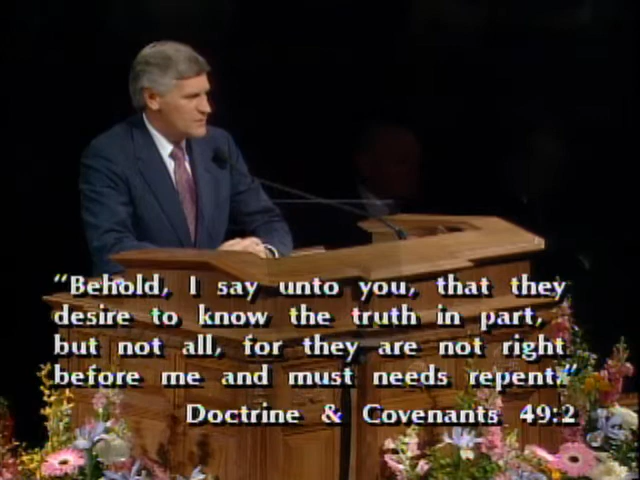 “Behold, I say unto you, that they
desire to know the truth in part,
but not all, for they are not right
before me and must needs repent.”
Doctrine & Covenants 49:2